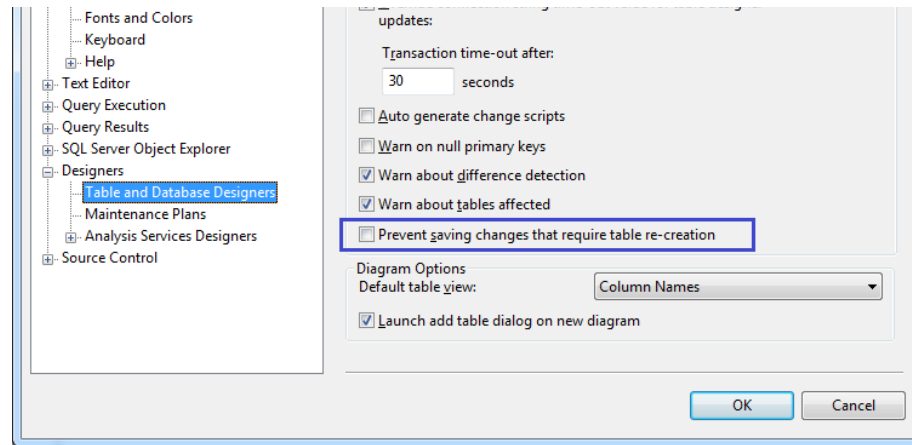 Fonts and Colors
Keyboard
Help
Text Editor
Query Execution
Query Results
SQL Server Object Explorer
Designers
Table and Database Designers
Maintenance Plans
Analysis Services Designers
Source Control
updates:
Transaction time-out after:
30 seconds
Auto generate change scripts
Warn on null primary keys
Warn about difference detection
Warn about tables affected
Prevent saving changes that require table re-creation
Diagram Options
Default table view: Column Names
Launch add table dialog on new diagram
OK Cancel